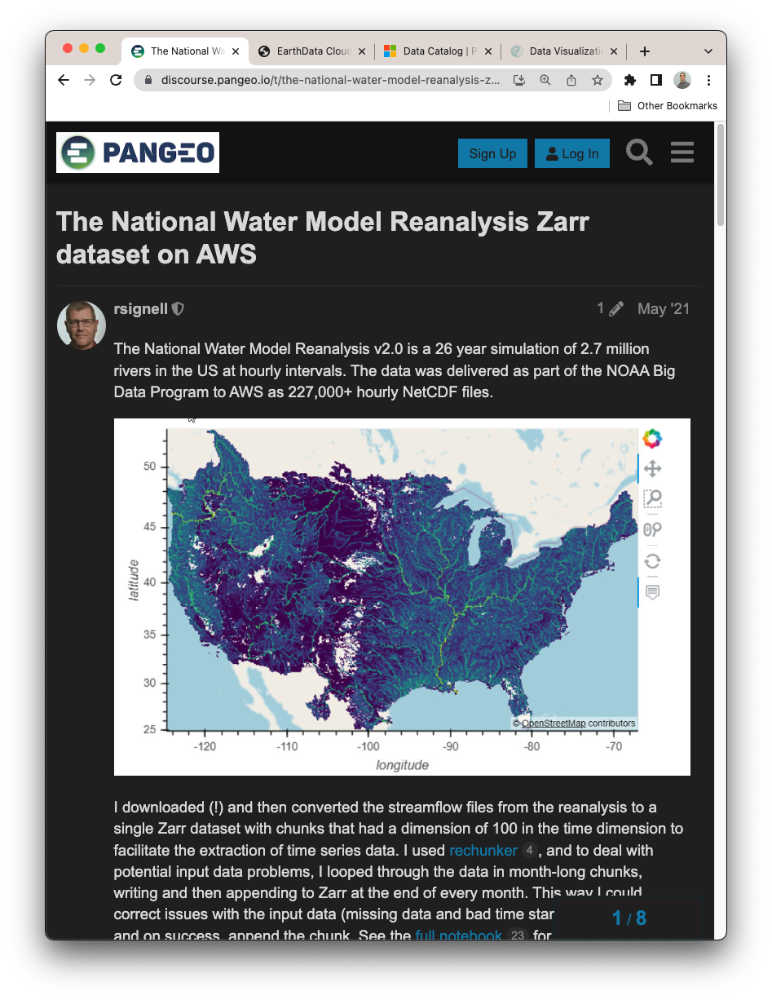 The National Wa
EarthData Cloud
Data Catalog | P
Data Visualizati
discourse.pangeo.io/t/the-national-water-model-reanalysis-z...
Other Bookmarks
PANGEO
Sign Up
Log In
The National Water Model Reanalysis Zarr
dataset on AWS
rsignell
1
May '21
The National Water Model Reanalysis v2.0 is a 26 year simulation of 2.7 million
rivers in the US at hourly intervals. The data was delivered as part of the NOAA Big
Data Program to AWS as 227,000+ hourly NetCDF files.
50
45
40
35
30
25
latitude
© OpenStreetMap contributors
-120
-110
-100
-90
-80
-70
longitude
I downloaded (!) and then converted the streamflow files from the reanalysis to a
single Zarr dataset with chunks that had a dimension of 100 in the time dimension to
facilitate the extraction of time series data. I used rechunker 4 , and to deal with
potential input data problems, I looped through the data in month-long chunks,
writing and then appending to Zarr at the end of every month. This way I could
correct issues with the input data (missing data and bad time star
1 / 8
and on success, append the chunk. See the full notebook 23 for